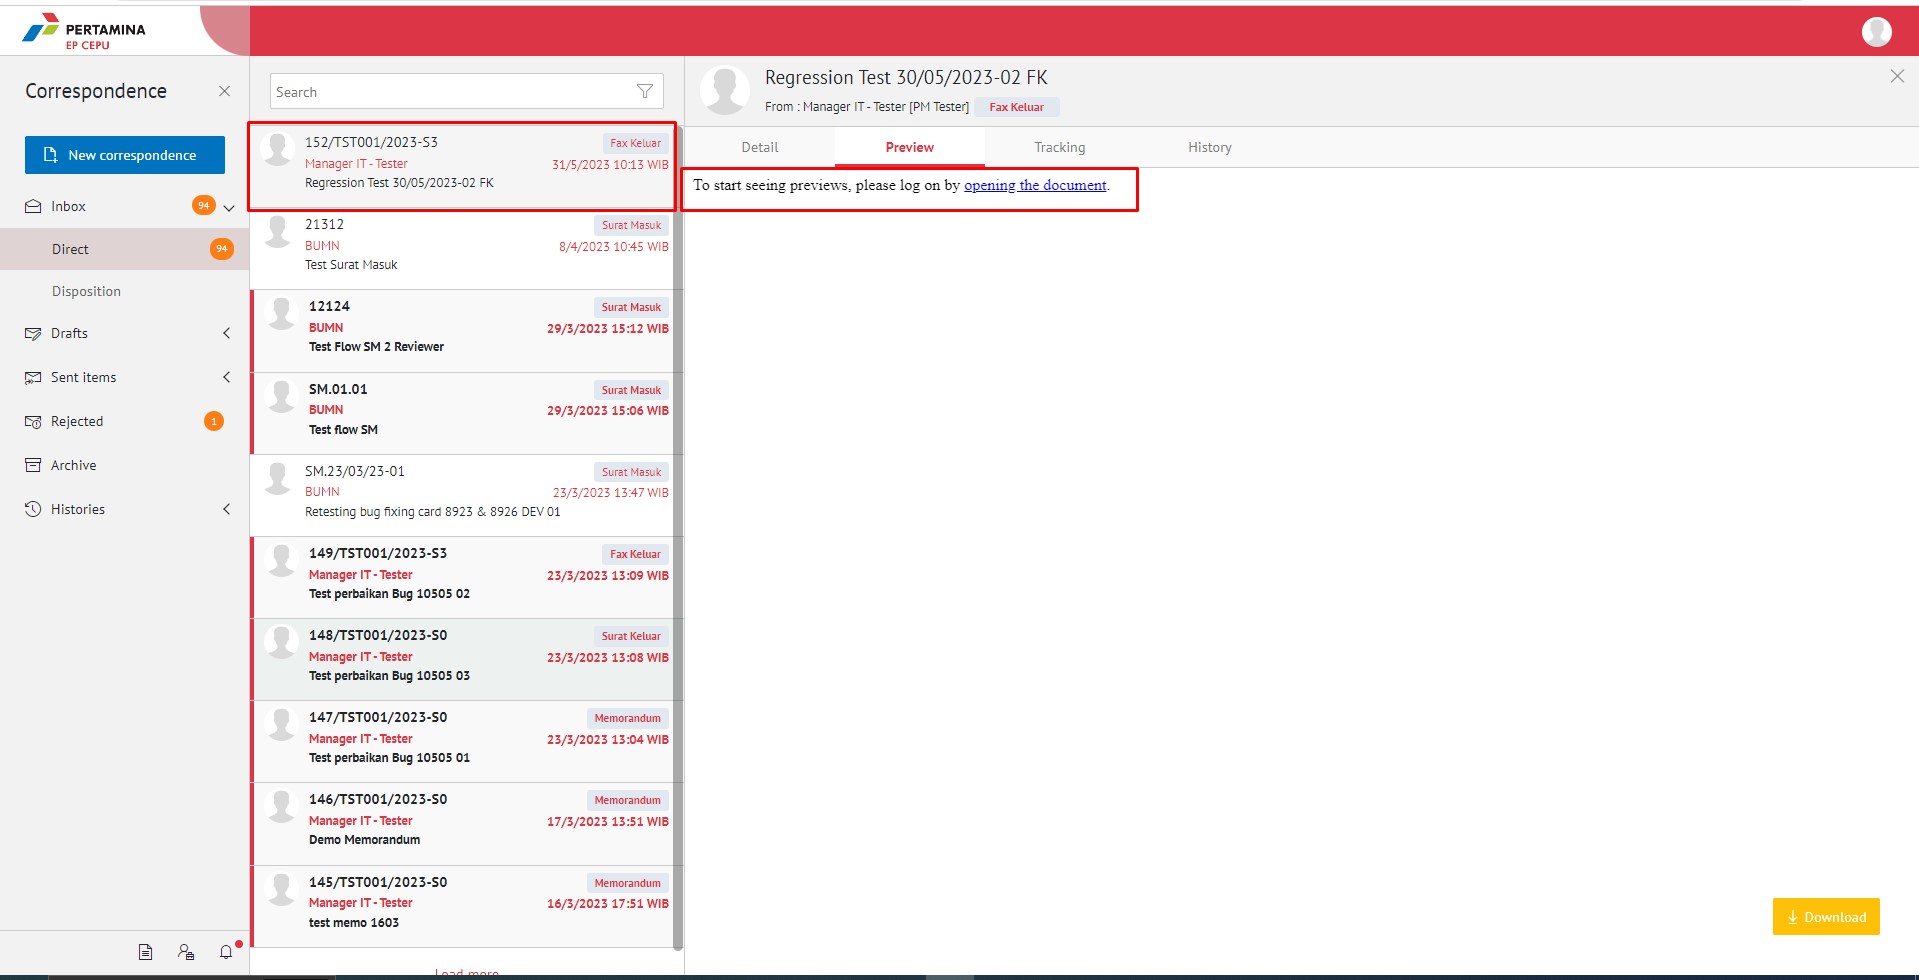 PERTAMINA
EP CEPU
Correspondence
New correspondence
Inbox
94
Direct
94
Disposition
Drafts
Sent items
Rejected
1
Archive
Histories
Search
152/TST001/2023-S3
Fax Keluar
Manager IT - Tester
31/5/2023 10:13 WIB
Regression Test 30/05/2023-02 FK
21312
Surat Masuk
BUMN
8/4/2023 10:45 WIB
Test Surat Masuk
12124
Surat Masuk
BUMN
29/3/2023 15:12 WIB
Test Flow SM 2 Reviewer
SM.01.01
Surat Masuk
BUMN
29/3/2023 15:06 WIB
Test flow SM
SM.23/03/23-01
Surat Masuk
BUMN
23/3/2023 13:47 WIB
Retesting bug fixing card 8923 & 8926 DEV 01
149/TST001/2023-S3
Fax Keluar
Manager IT - Tester
23/3/2023 13:09 WIB
Test perbaikan Bug 10505 02
148/TST001/2023-S0
Surat Keluar
Manager IT - Tester
23/3/2023 13:08 WIB
Test perbaikan Bug 10505 03
147/TST001/2023-S0
Memorandum
Manager IT - Tester
23/3/2023 13:04 WIB
Test perbaikan Bug 10505 01
146/TST001/2023-S0
Memorandum
Manager IT - Tester
17/3/2023 13:51 WIB
Demo Memorandum
145/TST001/2023-S0
Memorandum
Manager IT - Tester
16/3/2023 17:51 WIB
test memo 1603
Load more
Regression Test 30/05/2023-02 FK
From : Manager IT - Tester [PM Tester]
Fax Keluar
Detail
Preview
Tracking
History
To start seeing previews, please log on by opening the document.
Download